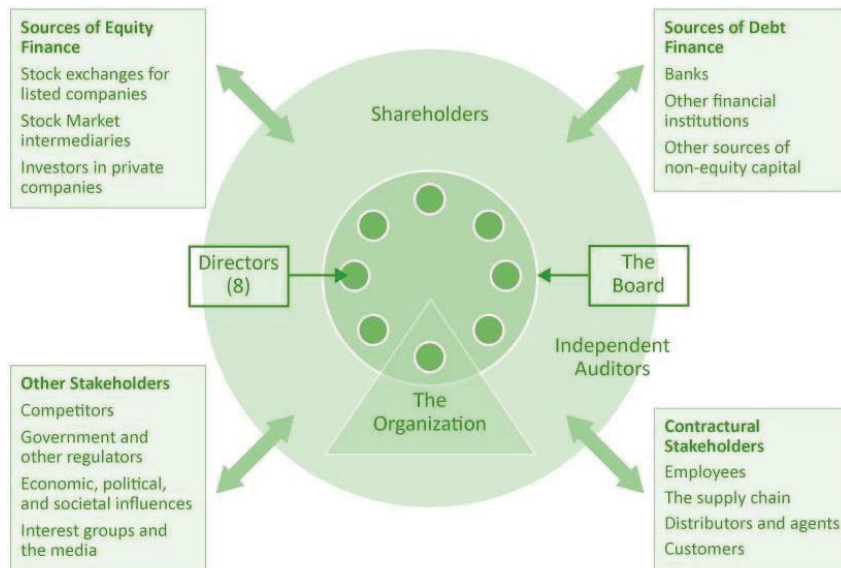 Sources of Equity
Finance
Stock exchanges for
listed companies
Stock Market
intermediaries
Investors in private
companies
Sources of Debt
Finance
Banks
Other financial
institutions
Other sources of
non-equity capital
Shareholders
Directors
(8)
The
Board
Independent
Auditors
The
Organization
Other Stakeholders
Competitors
Government and
other regulators
Economic, political,
and societal influences
Interest groups and
the media
Contractural
Stakeholders
Employees
The supply chain
Distributors and agents
Customers